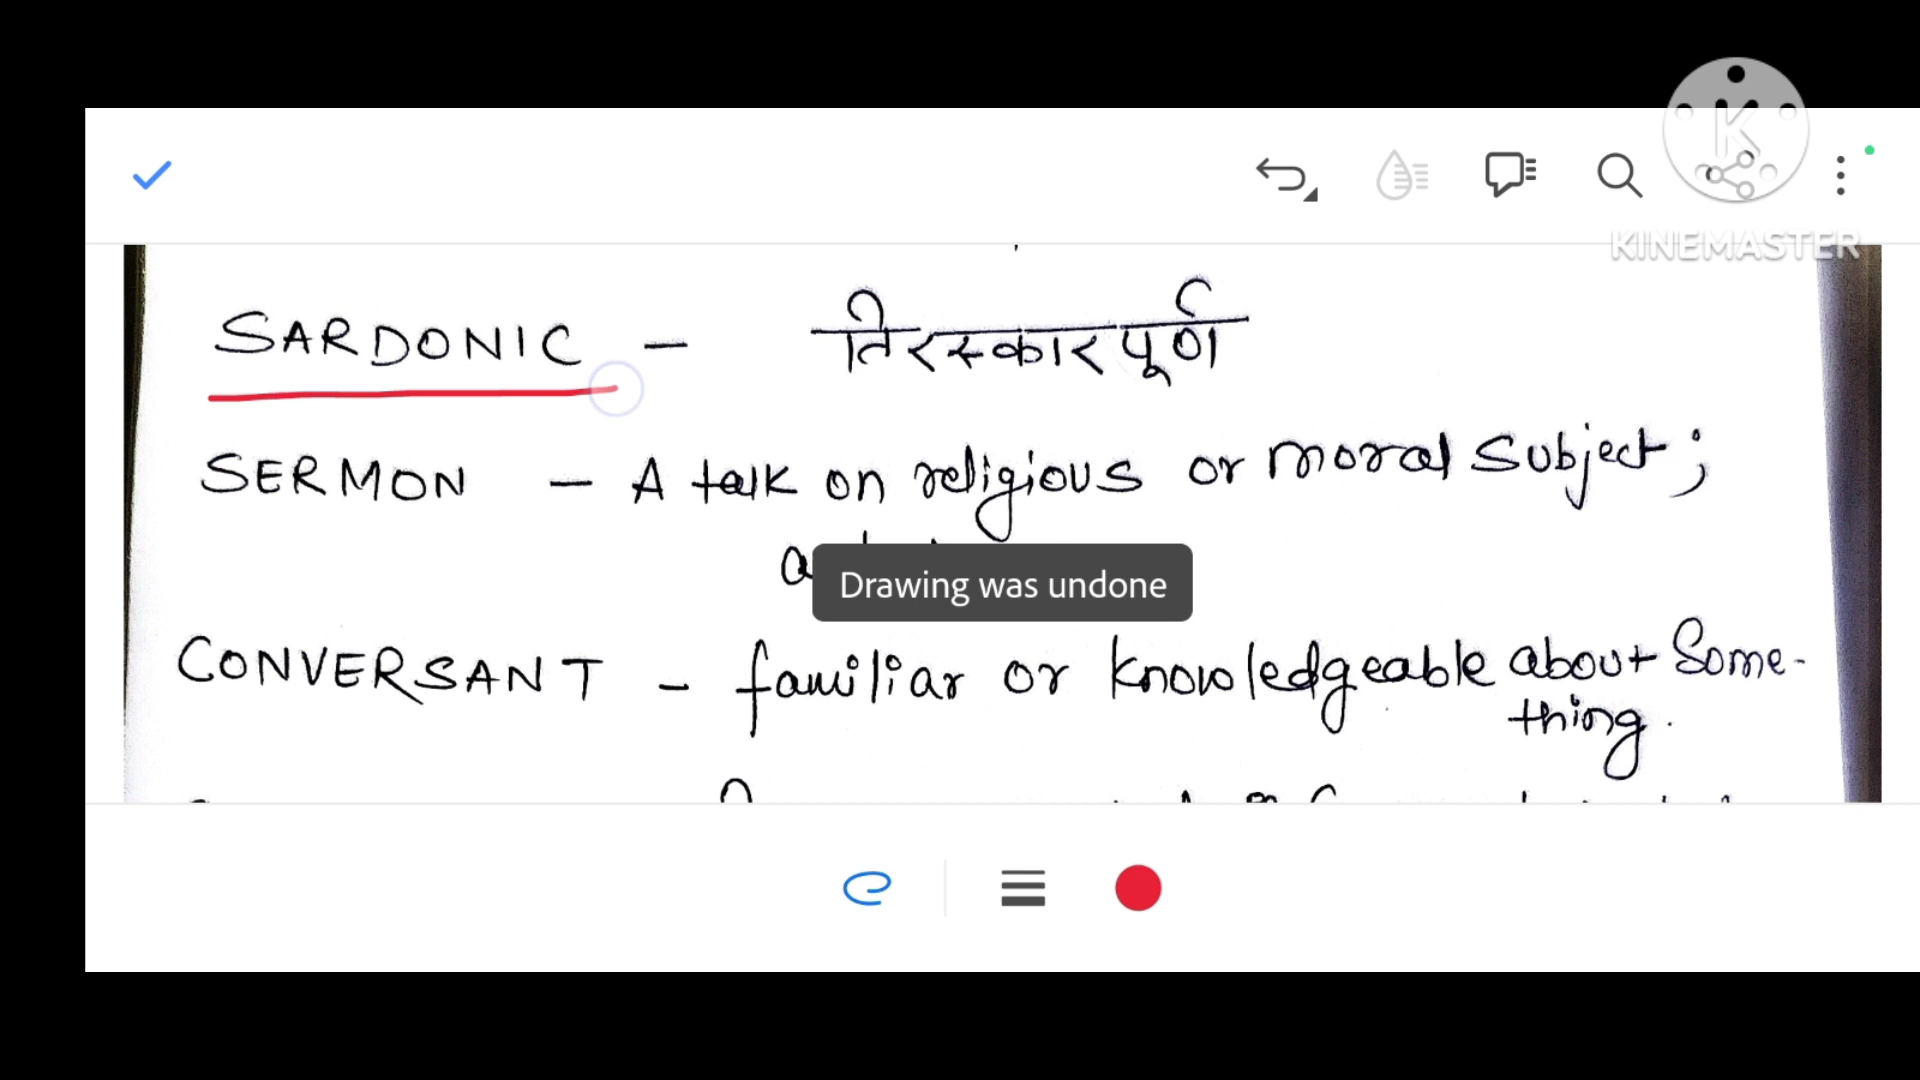 KINEMASTER
SARDONIC - तिरस्कारपूर्ण
SERMON - A talk on religious or moral Subject;
Drawing was undone
CONVERSANT - familiar or knowledgeable about Some-
thing.